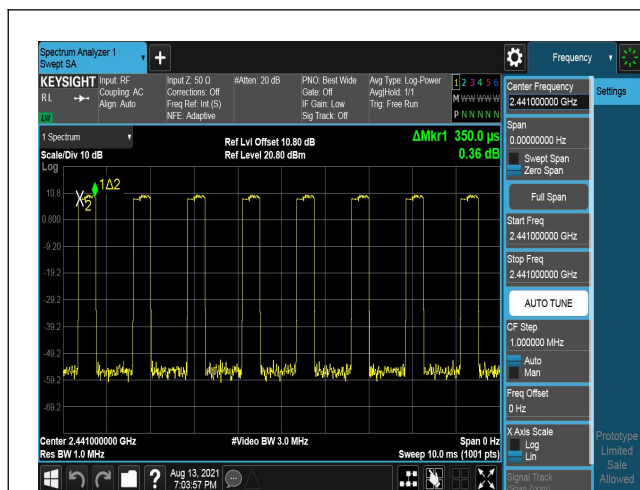 Spectrum Analyzer 1
Swept SA
Frequency
KEYSIGHT
Input: RF
Coupling: AC
Align: Auto
Input Z: 50 Ω
Corrections: Off
Freq Ref: Int (S)
NFE: Adaptive
#Atten: 20 dB
PNO: Best Wide
Gate: Off
IF Gain: Low
Sig Track: Off
Avg Type: Log-Power
Avg|Hold: 1/1
Trig: Free Run
1 2 3 4 5 6
M W W W W W
P N N N N N
R L
LW
1 Spectrum
Scale/Div 10 dB
Log
Ref Lvl Offset 10.80 dB
Ref Level 20.80 dBm
ΔMkr1 350.0 µs
0.36 dB
1Δ2
X2
10.8
0.800
-9.20
-19.2
-29.2
-39.2
-49.2
-59.2
-69.2
Center 2.441000000 GHz
Res BW 1.0 MHz
#Video BW 3.0 MHz
Span 0 Hz
Sweep 10.0 ms (1001 pts)
Aug 13, 2021
7:03:57 PM
Center Frequency
2.441000000 GHz
Settings
Span
0.00000000 Hz
Swept Span
Zero Span
Full Span
Start Freq
2.441000000 GHz
Stop Freq
2.441000000 GHz
AUTO TUNE
CF Step
1.000000 MHz
Auto
Man
Freq Offset
0 Hz
X Axis Scale
Log
Lin
Signal Track
(Span Zoom)
Prototype
Limited
Sale
Allowed